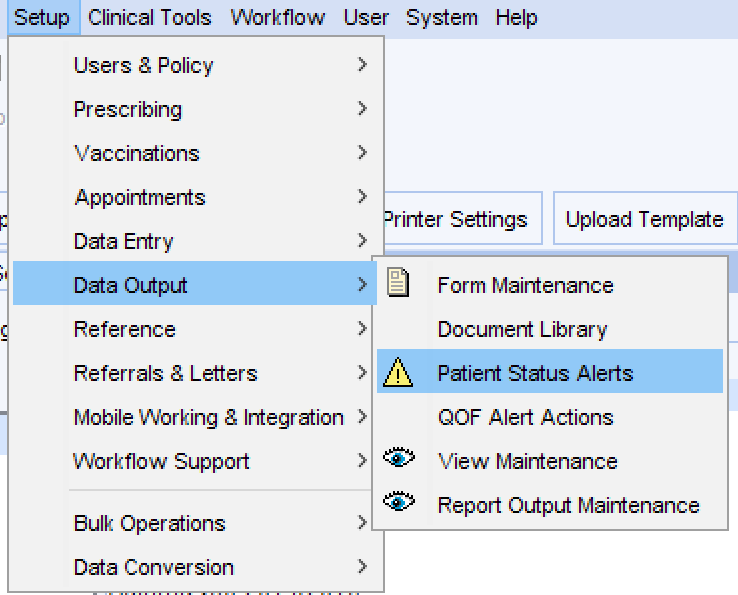 Setup Clinical Tools Workflow User System Help
Users & Policy
Prescribing
Vaccinations
Appointments
Printer Settings Upload Template
Data Entry
Data Output
Form Maintenance
Reference
Document Library
Referrals & Letters
Patient Status Alerts
Mobile Working & Integration
QOF Alert Actions
Workflow Support
View Maintenance
Report Output Maintenance
Bulk Operations
Data Conversion